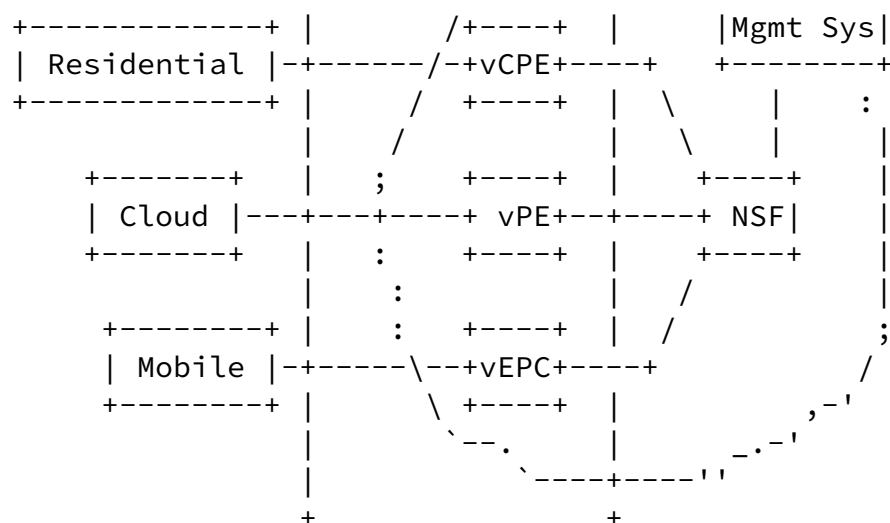 Mgmt Sys
Residential vCPE
Cloud vPE NSF
Mobile vEPC